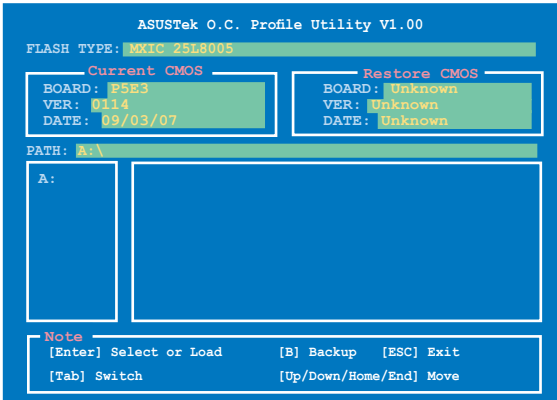 ASUSTek O.C. Profile Utility V1.00
FLASH TYPE: MXIC 25L8005
Current CMOS
BOARD: P5E3
VER: 0114
DATE: 09/03/07
Restore CMOS
BOARD: Unknown
VER: Unknown
DATE: Unknown
PATH: A:\
A:
Note
[Enter] Select or Load [B] Backup [ESC] Exit
[Tab] Switch [Up/Down/Home/End] Move